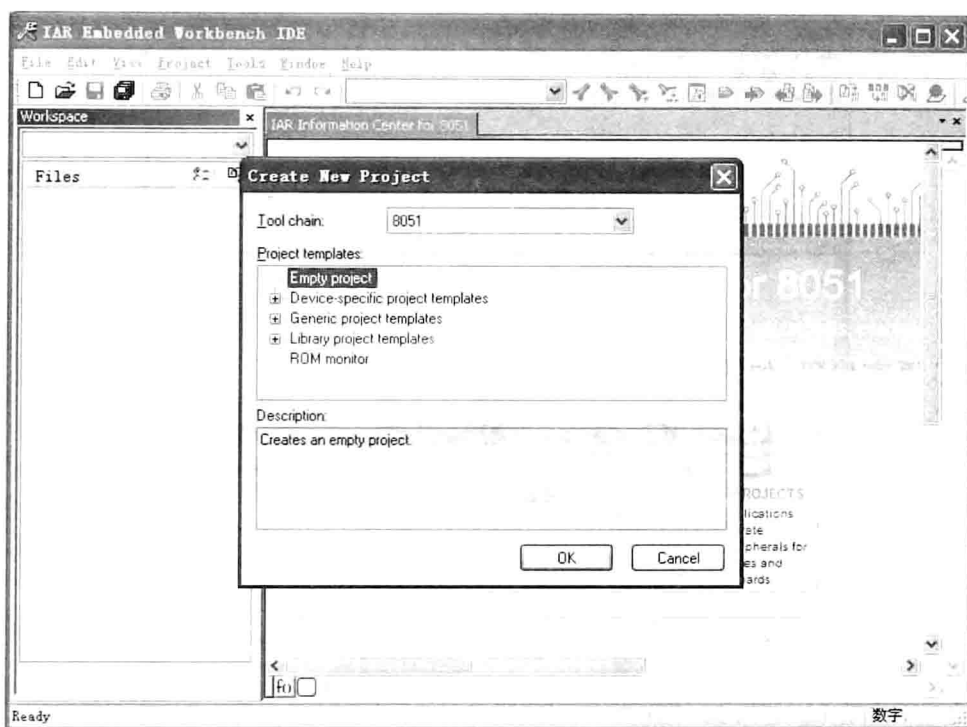 IAR Embedded Workbench IDE
File Edit View Project Tools Window Help
Workspace
IAR Information Center for 8051
Files
Create New Project
Tool chain:
8051
Project templates:
Empty project
Device-specific project templates
Generic project templates
Library project templates
ROM monitor
Description:
Creates an empty project.
OK
Cancel
r 8051
ROJECTS
lications
ate
pherals for
es and
ards
fo
Ready
数字